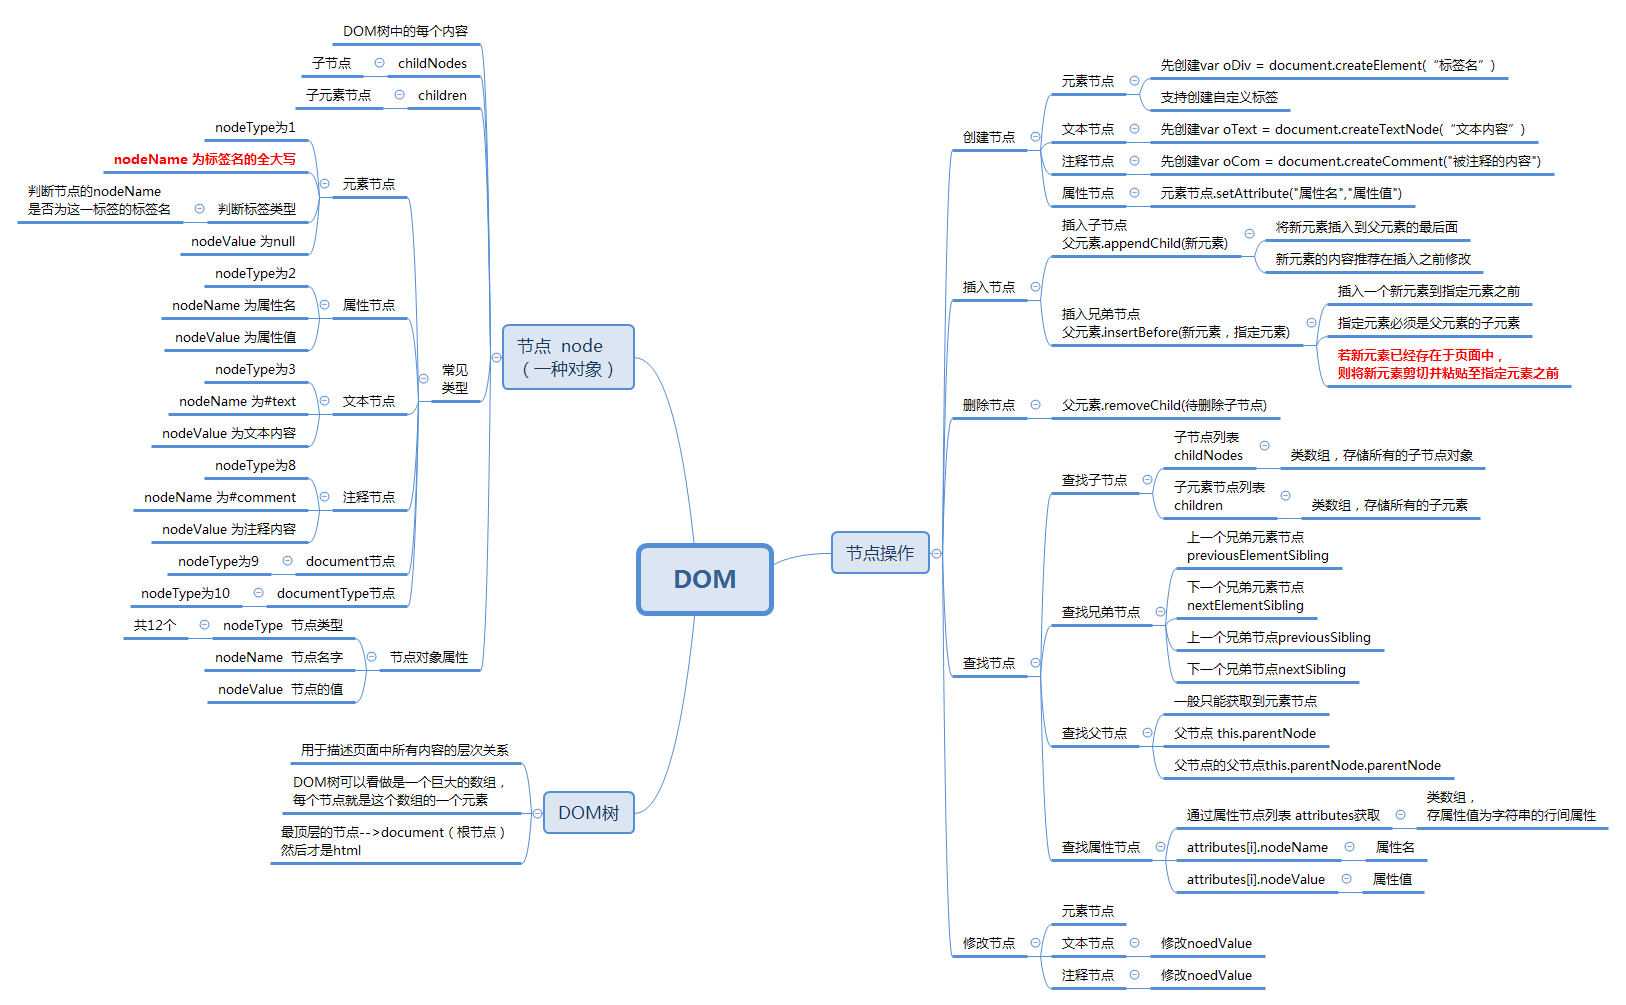 DOM
节点 node
（一种对象）
DOM树中的每个内容
childNodes
子节点
children
子元素节点
常见
类型
元素节点
nodeType为1
nodeName 为标签名的全大写
判断标签类型
判断节点的nodeName
是否为这一标签的标签名
nodeValue 为null
属性节点
nodeType为2
nodeName 为属性名
nodeValue 为属性值
文本节点
nodeType为3
nodeName 为#text
nodeValue 为文本内容
注释节点
nodeType为8
nodeName 为#comment
nodeValue 为注释内容
document节点
nodeType为9
documentType节点
nodeType为10
节点对象属性
nodeType 节点类型
共12个
nodeName 节点名字
nodeValue 节点的值
DOM树
用于描述页面中所有内容的层次关系
DOM树可以看做是一个巨大的数组，
每个节点就是这个数组的一个元素
最顶层的节点-->document（根节点）
然后才是html
节点操作
创建节点
元素节点
先创建var oDiv = document.createElement(“标签名”)
支持创建自定义标签
文本节点
先创建var oText = document.createTextNode(“文本内容”)
注释节点
先创建var oCom = document.createComment("被注释的内容")
属性节点
元素节点.setAttribute("属性名","属性值")
插入节点
插入子节点
父元素.appendChild(新元素)
将新元素插入到父元素的最后面
新元素的内容推荐在插入之前修改
插入兄弟节点
父元素.insertBefore(新元素，指定元素)
插入一个新元素到指定元素之前
指定元素必须是父元素的子元素
若新元素已经存在于页面中，
则将新元素剪切并粘贴至指定元素之前
删除节点
父元素.removeChild(待删除子节点)
查找节点
查找子节点
子节点列表
childNodes
类数组，存储所有的子节点对象
子元素节点列表
children
类数组，存储所有的子元素
查找兄弟节点
上一个兄弟元素节点
previousElementSibling
下一个兄弟元素节点
nextElementSibling
上一个兄弟节点previousSibling
下一个兄弟节点nextSibling
查找父节点
一般只能获取到元素节点
父节点 this.parentNode
父节点的父节点this.parentNode.parentNode
查找属性节点
通过属性节点列表 attributes获取
类数组，
存属性值为字符串的行间属性
attributes[i].nodeName
属性名
attributes[i].nodeValue
属性值
修改节点
元素节点
文本节点
修改noedValue
注释节点
修改noedValue